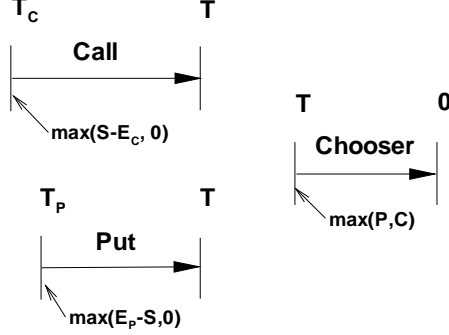 T_C T
Call
max(S-E_C, 0)
T 0
Chooser
max(P,C)
T_P T
Put
max(E_P-S,0)